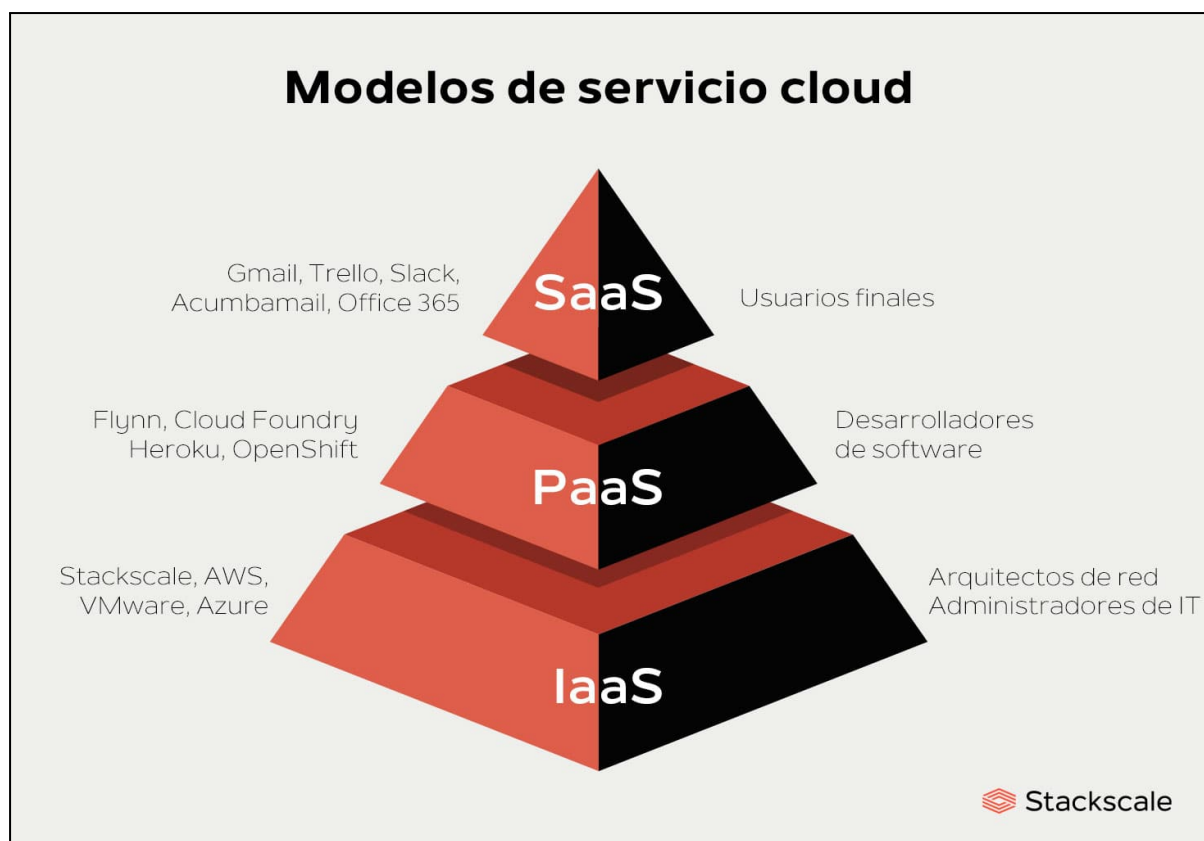 Modelos de servicio cloud
Gmail, Trello, Slack,
Acumbamail, Office 365
SaaS
Usuarios finales
Flynn, Cloud Foundry
Heroku, OpenShift
PaaS
Desarrolladores
de software
Stackscale, AWS,
VMware, Azure
IaaS
Arquitectos de red
Administradores de IT
Stackscale